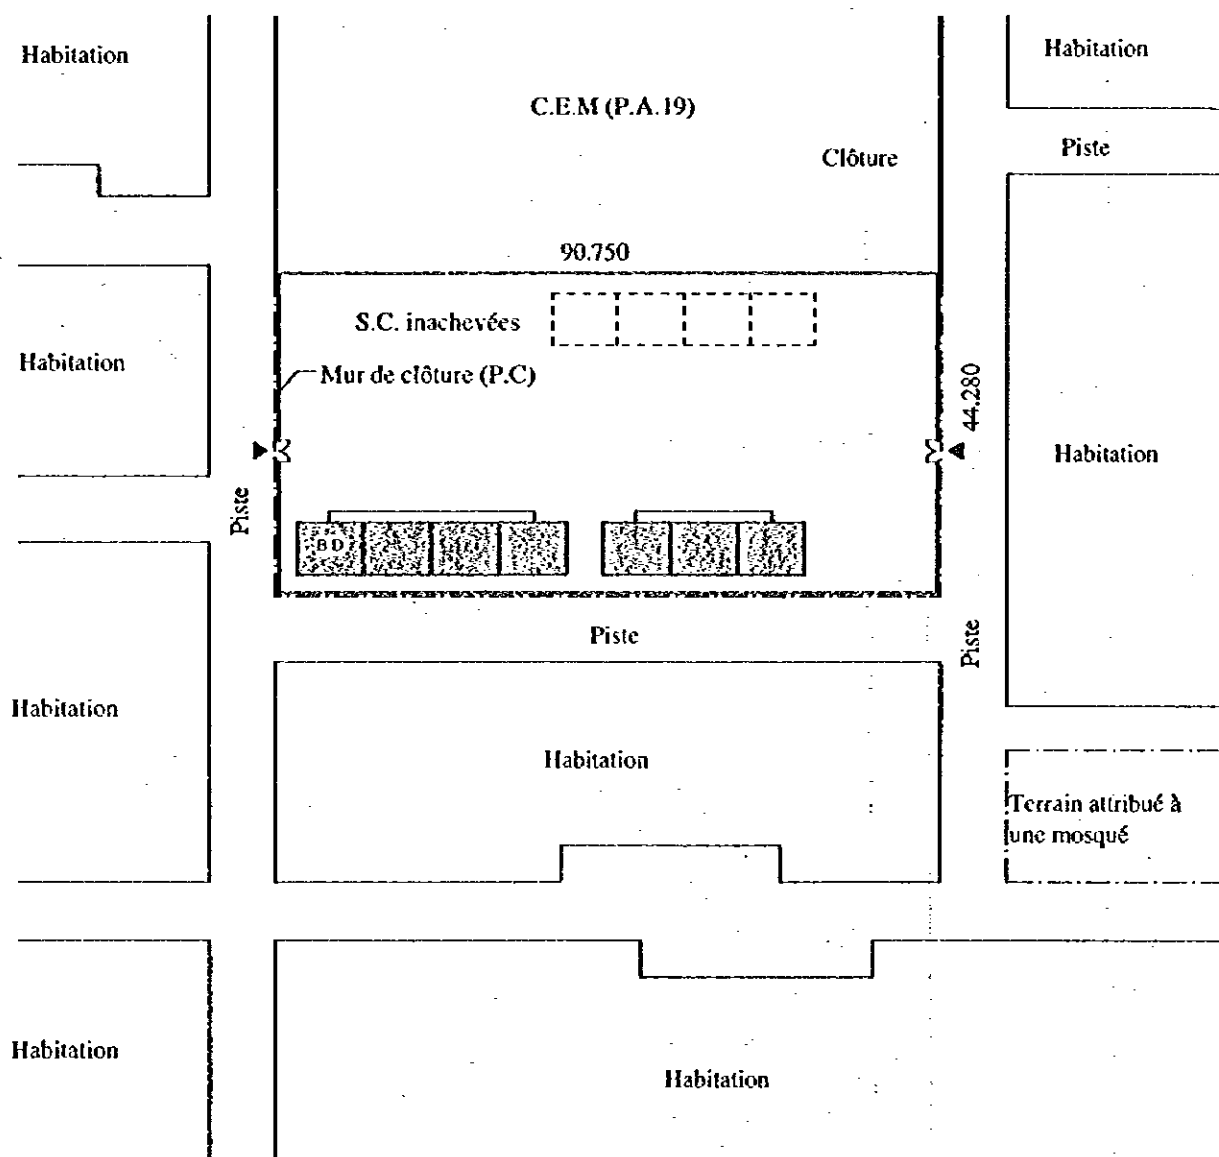 Habitation
Habitation
C.E.M (P.A.19)
Clôture
Piste
90.750
S.C. inachevées
Habitation
Mur de clôture (P.C)
44.280
Habitation
Piste
B D
Piste
Piste
Habitation
Habitation
Terrain attribué à
une mosqué
Habitation
Habitation